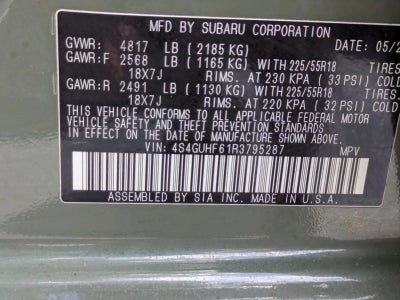 MFD BY SUBARU CORPORATION
GVWR: 4817 LB (2185 KG) DATE: 05/2
GAWR:F 2568 LB (1165 KG) WITH 225/55R18 TIRES
18X7J RIMS. AT 230 KPA (33 PSI) COLD
GAWR:R 2491 LB (1130 KG) WITH 225/55R18 TIRES
18X7J RIMS. AT 220 KPA (32 PSI) COLD
THIS VEHICLE CONFORMS TO ALL APPLICABLE FEDERAL MOTOR
VEHICLE SAFETY AND BUMPER STANDARDS
IN EFFECT ON THE DATE OF MANUFACTURE SHOWN ABOVE.
VIN: 4S4GUHF61R3795287 MPV
ASSEMBLED BY SIA INC. MADE IN U.S.A.